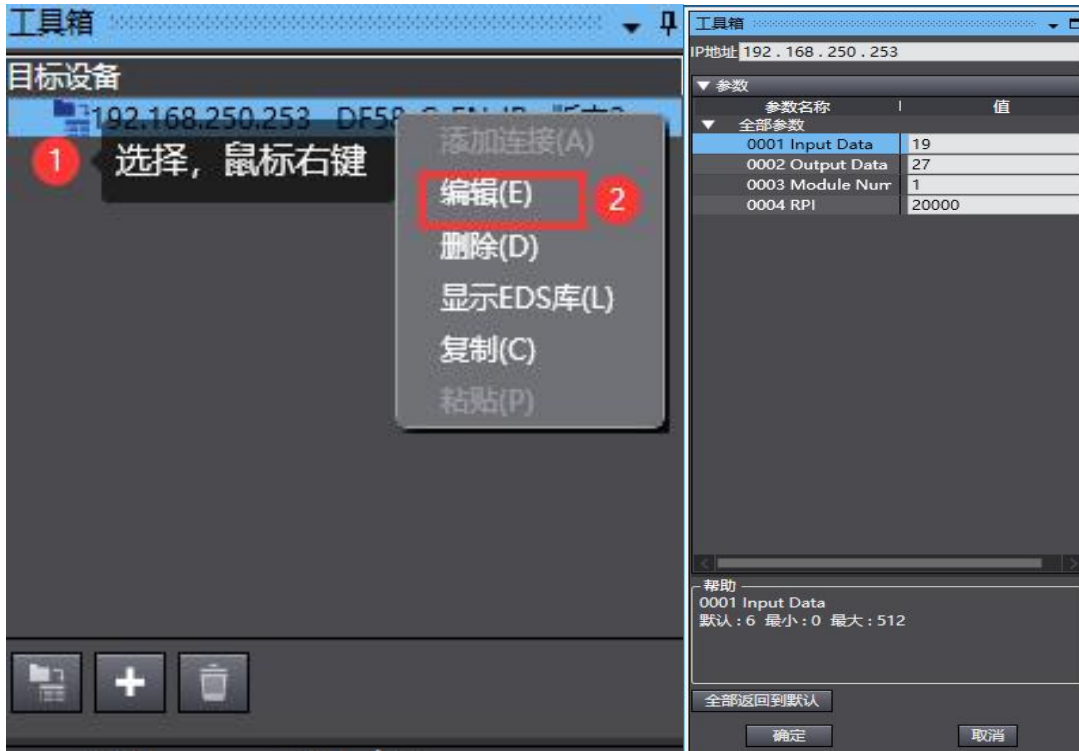 工具箱
目标设备
192.168.250.253
1
选择，鼠标右键
添加连接(A)
编辑(E)
2
删除(D)
显示EDS库(L)
复制(C)
粘贴(P)
工具箱
IP地址 192 . 168 . 250 . 253
参数
参数名称 值
全部参数
0001 Input Data 19
0002 Output Data 27
0003 Module Num 1
0004 RPI 20000
帮助
0001 Input Data
默认 : 6 最小 : 0 最大 : 512
全部返回到默认
确定 取消